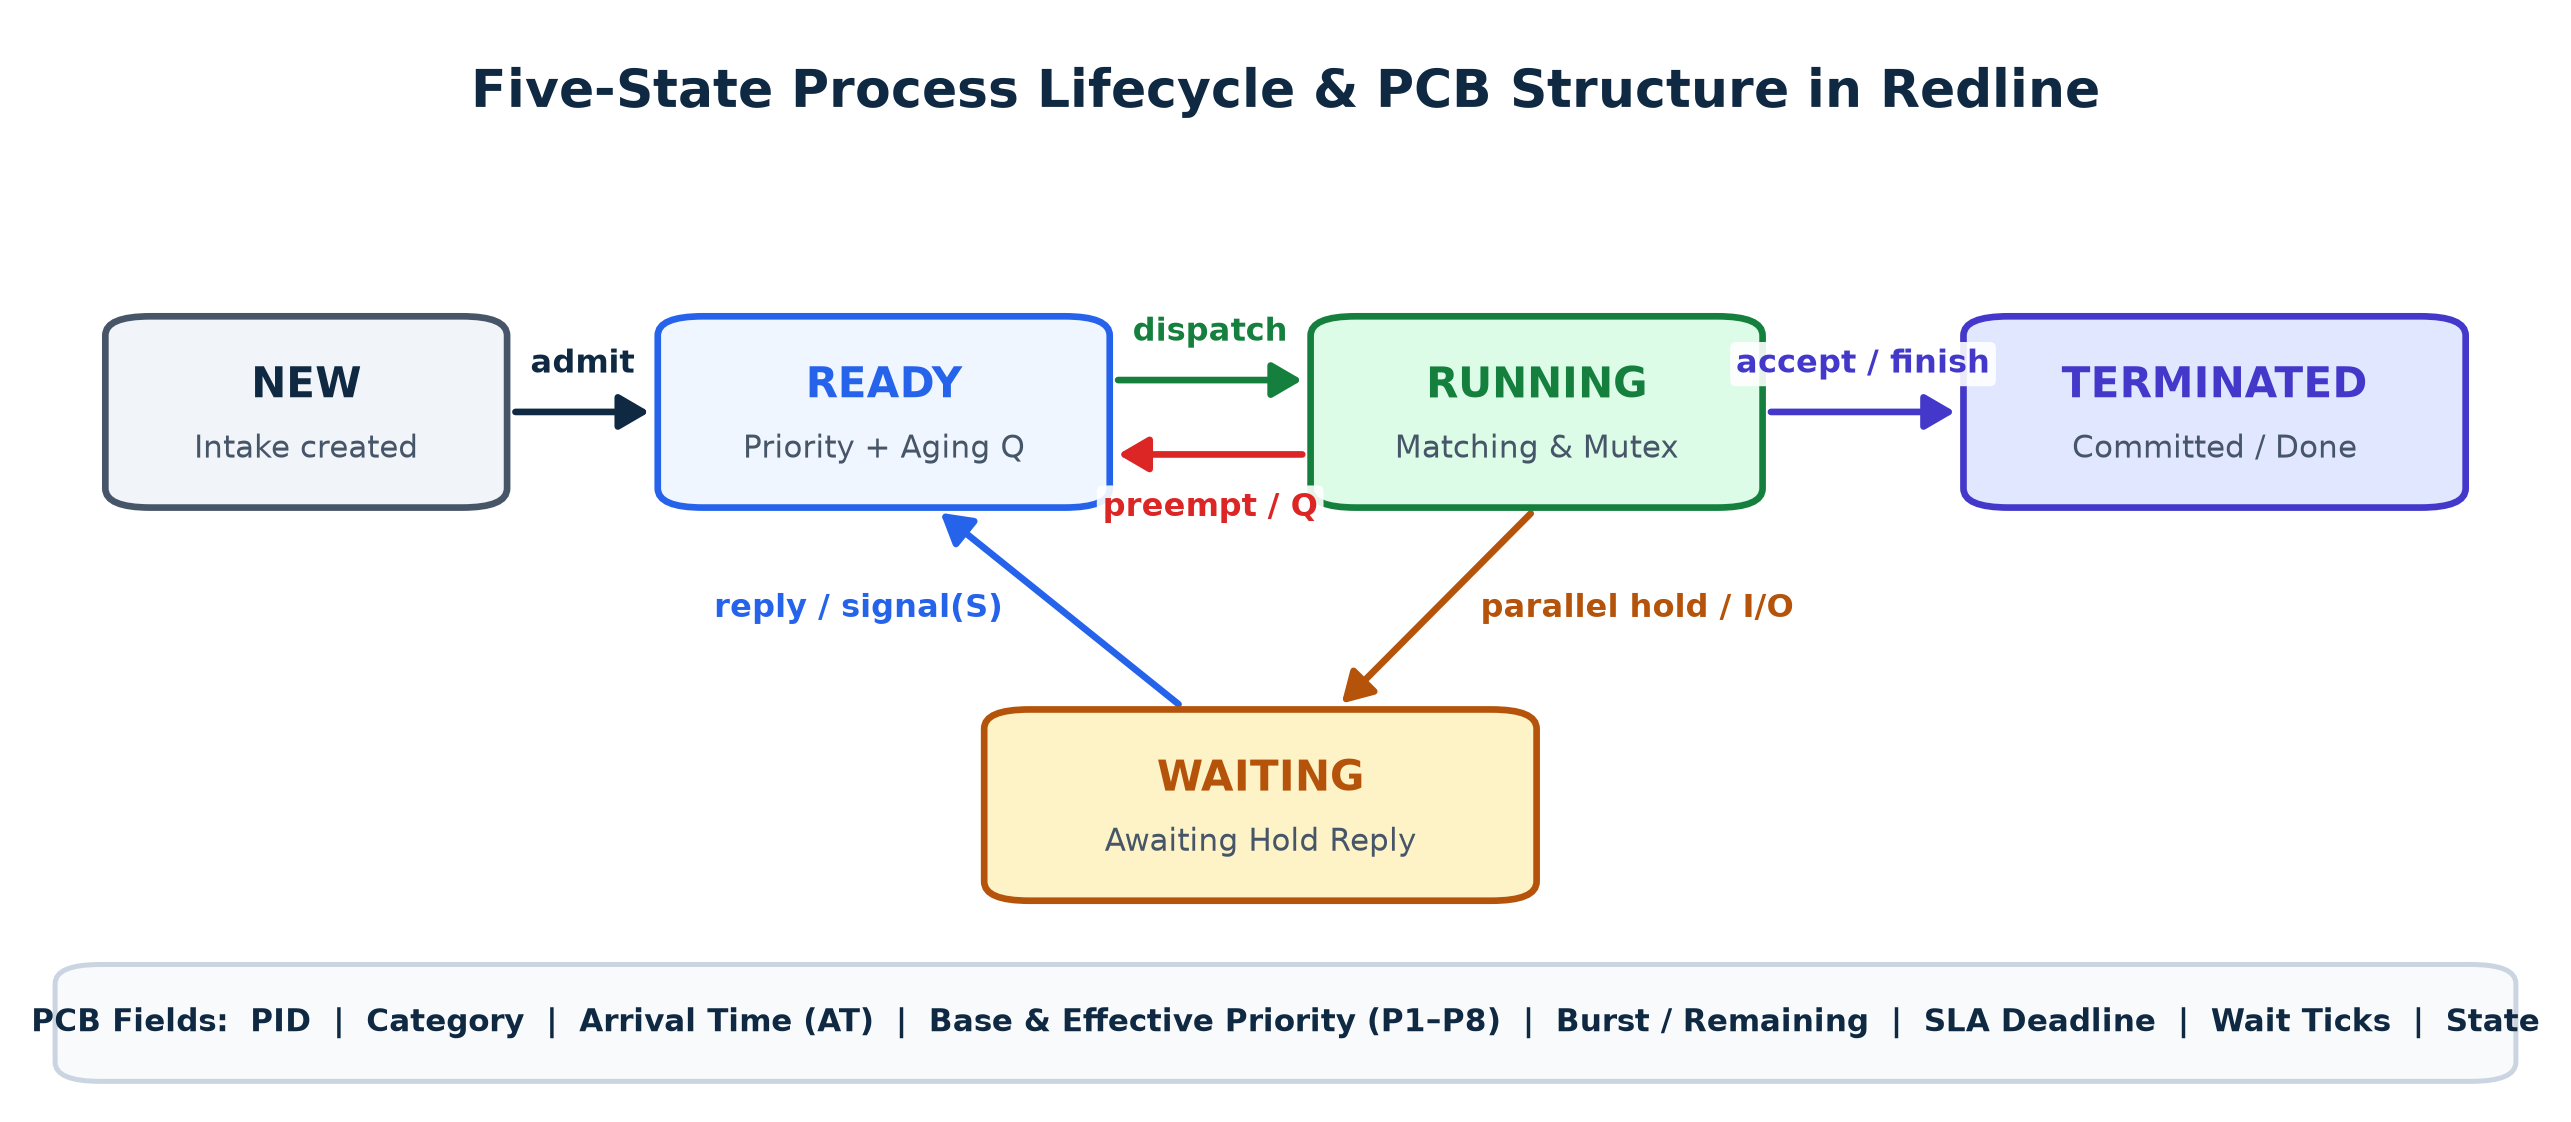 Five-State Process Lifecycle & PCB Structure in Redline
NEW
Intake created
admit
READY
Priority + Aging Q
dispatch
preempt / Q
RUNNING
Matching & Mutex
accept / finish
TERMINATED
Committed / Done
reply / signal(S)
parallel hold / I/O
WAITING
Awaiting Hold Reply
PCB Fields:  PID  |  Category  |  Arrival Time (AT)  |  Base & Effective Priority (P1–P8)  |  Burst / Remaining  |  SLA Deadline  |  Wait Ticks  |  State